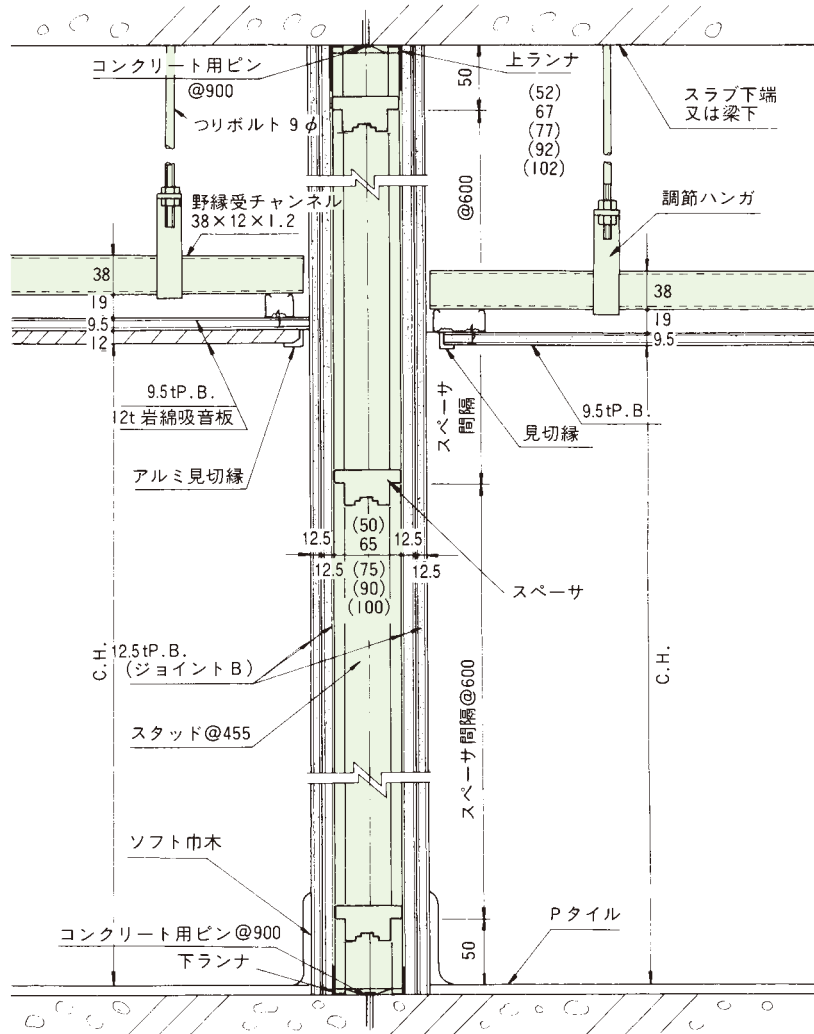 コンクリート用ピン
@900
つりボルト 9φ
上ランナ
50
(52)
67
(77)
(92)
(102)
スラブ下端
又は梁下
@600
野縁受チャンネル
38×12×1.2
調節ハンガ
38
19
9.5
12
38
19
9.5
9.5tP.B.
12t 岩綿吸音板
アルミ見切縁
スペーサ
間隔
9.5tP.B.
見切縁
12.5
12.5
(50)
65
(75)
(90)
(100)
12.5
12.5
スペーサ
C.H.
12.5tP.B.
(ジョイントB)
スタッド@455
スペーサ間隔@600
C.H.
ソフト巾木
コンクリート用ピン@900
下ランナ
50
Pタイル